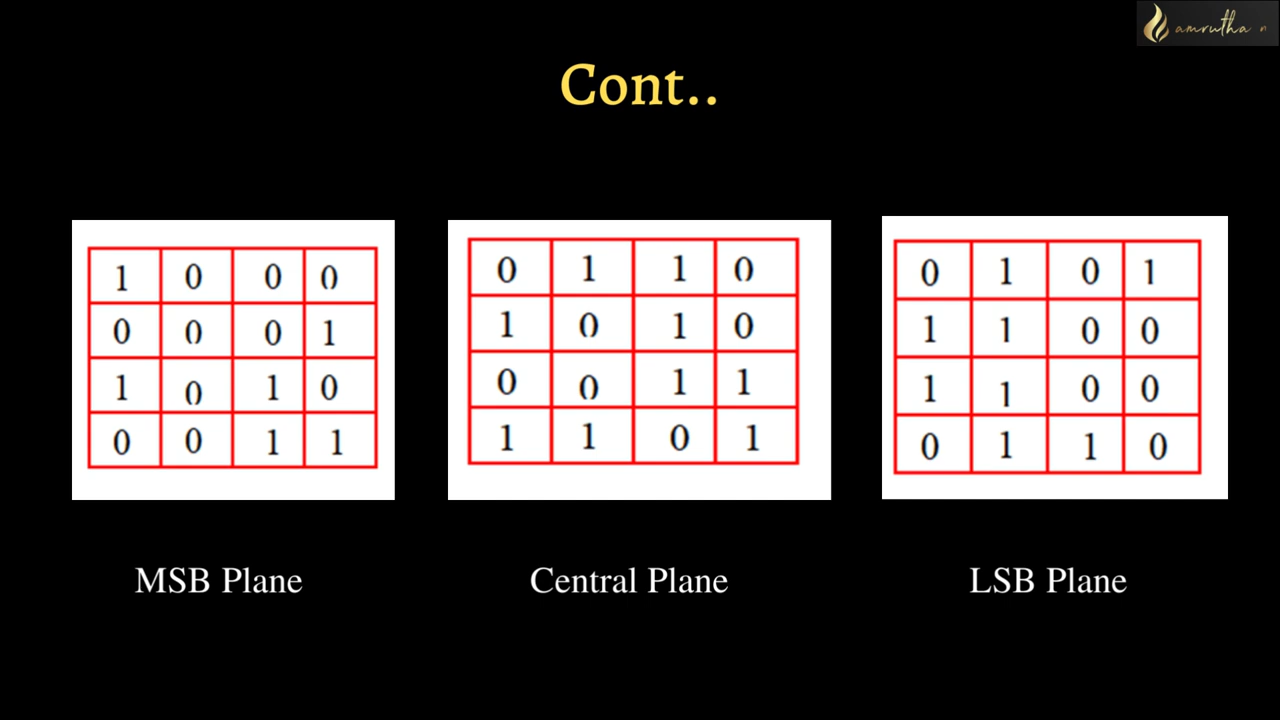 amrutha n
Cont..
1 0 0 0
0 0 0 1
1 0 1 0
0 0 1 1
MSB Plane
0 1 1 0
1 0 1 0
0 0 1 1
1 1 0 1
Central Plane
0 1 0 1
1 1 0 0
1 1 0 0
0 1 1 0
LSB Plane